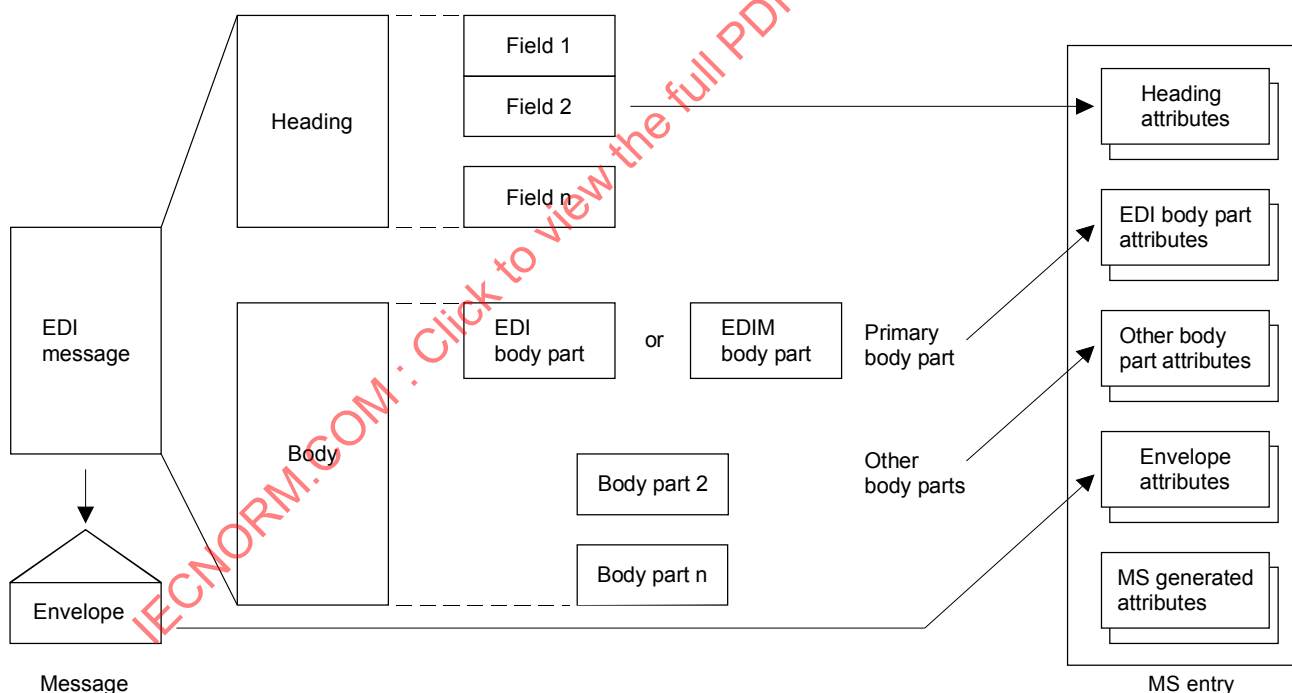 Field 1
Field 2
Field n
Heading
EDI
message
EDI
body part
or
EDIM
body part
Primary
body part
Body
Body part 2
Body part n
Other
body parts
Envelope
Message
Heading
attributes
EDI body part
attributes
Other body
part attributes
Envelope
attributes
MS generated
attributes
MS entry
IECNORM.COM : Click to view the full PDF